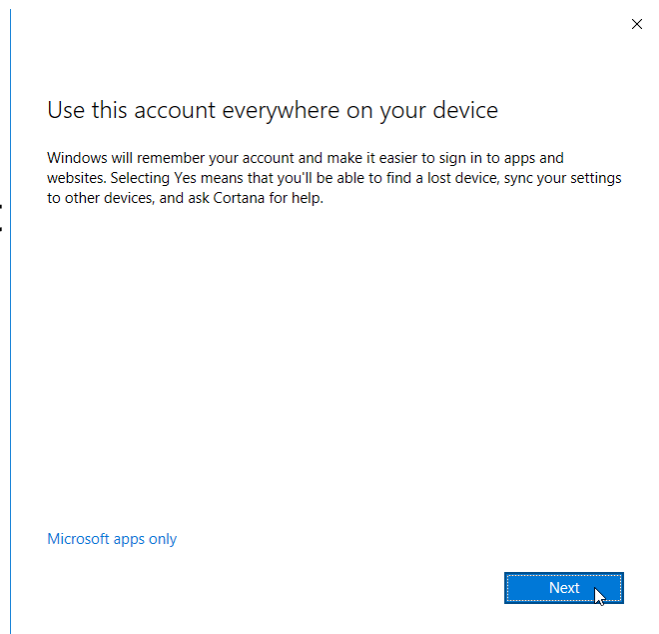 Use this account everywhere on your device
Windows will remember your account and make it easier to sign in to apps and
websites. Selecting Yes means that you'll be able to find a lost device, sync your settings
to other devices, and ask Cortana for help.
Microsoft apps only
Next